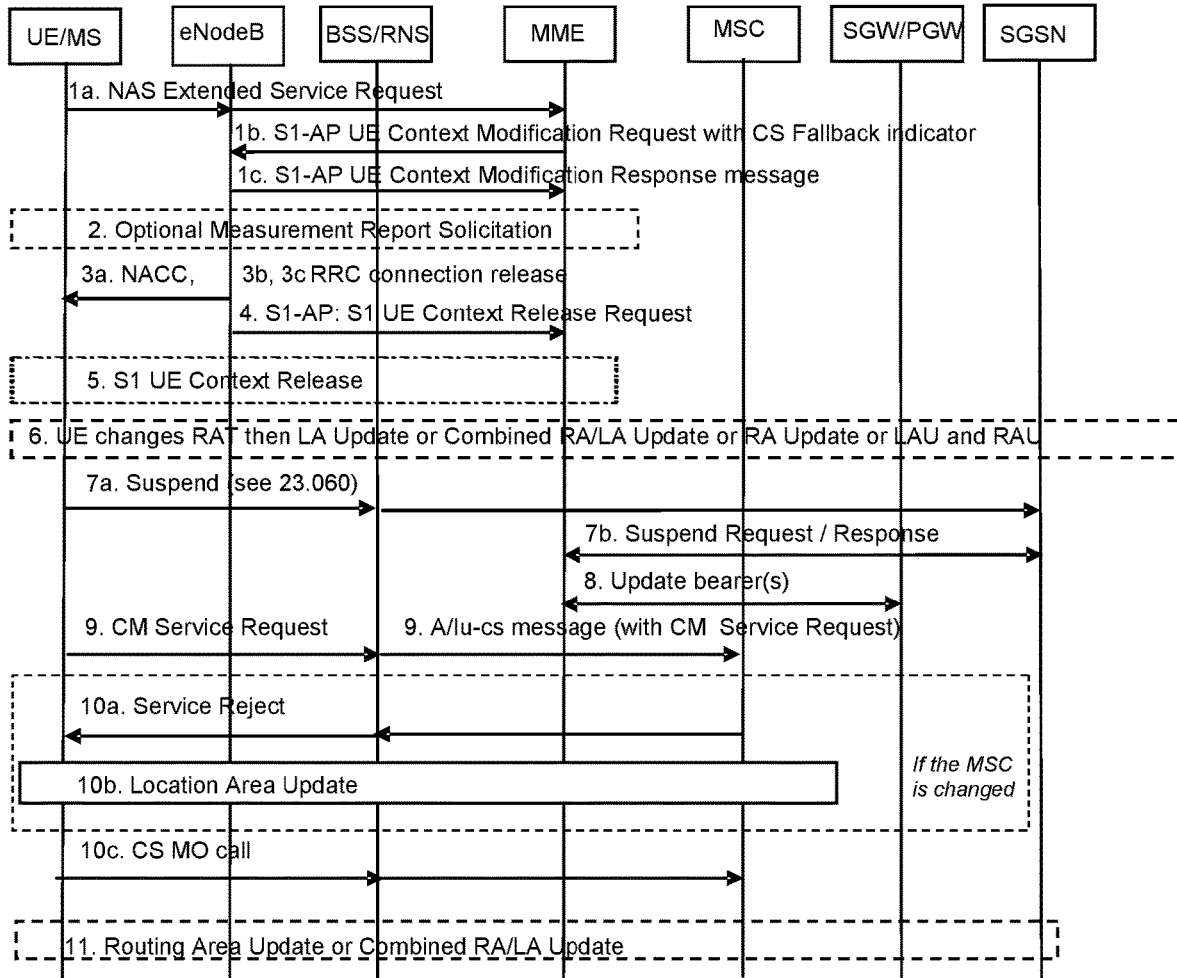 UE/MS
eNodeB
BSS/RNS
MME
MSC
SGW/PGW
SGSN
1a. NAS Extended Service Request
1b. S1-AP UE Context Modification Request with CS Fallback indicator
1c. S1-AP UE Context Modification Response message
2. Optional Measurement Report Solicitation
3a. NACC,
3b, 3c RRC connection release
4. S1-AP: S1 UE Context Release Request
5. S1 UE Context Release
6. UE changes RAT then LA Update or Combined RA/LA Update or RA Update or LAU and RAU
7a. Suspend (see 23.060)
7b. Suspend Request / Response
8. Update bearer(s)
9. CM Service Request
9. A/Iu-cs message (with CM Service Request)
10a. Service Reject
10b. Location Area Update
If the MSC
is changed
10c. CS MO call
11. Routing Area Update or Combined RA/LA Update